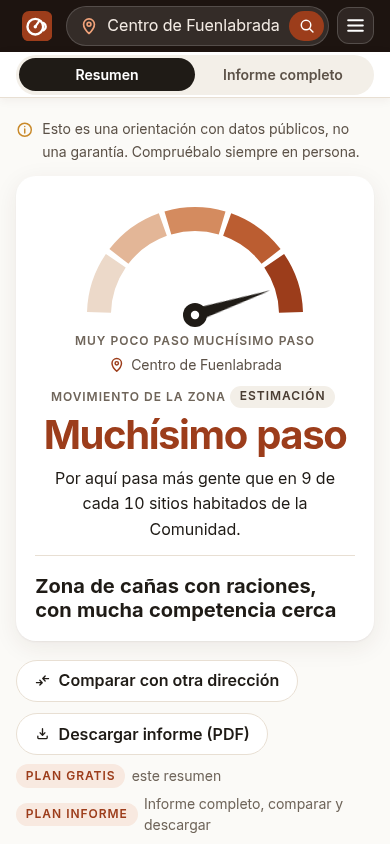 Centro de Fuenlabrada
Resumen
Informe completo
Esto es una orientación con datos públicos, no
una garantía. Compruébalo siempre en persona.
MUY POCO PASO MUCHÍSIMO PASO
Centro de Fuenlabrada
MOVIMIENTO DE LA ZONA ESTIMACIÓN
Muchísimo paso
Por aquí pasa más gente que en 9 de
cada 10 sitios habitados de la
Comunidad.
Zona de cañas con raciones,
con mucha competencia cerca
Comparar con otra dirección
Descargar informe (PDF)
PLAN GRATIS este resumen
PLAN INFORME Informe completo, comparar y
descargar